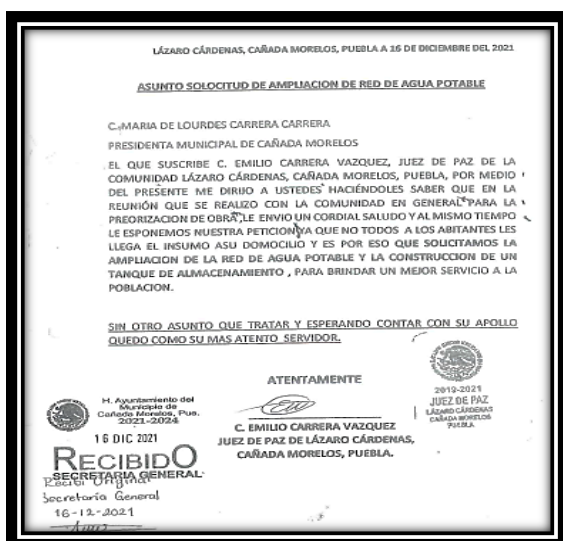 LÁZARO CÁRDENAS, CAÑADA MORELOS, PUEBLA A 16 DE DICIEMBRE DEL 2021
ASUNTO SOLOCITUD DE AMPLIACION DE RED DE AGUA POTABLE
C. MARIA DE LOURDES CARRERA CARRERA
PRESIDENTA MUNICIPAL DE CAÑADA MORELOS
EL QUE SUSCRIBE C. EMILIO CARRERA VAZQUEZ, JUEZ DE PAZ DE LA
COMUNIDAD LÁZARO CÁRDENAS, CAÑADA MORELOS, PUEBLA, POR MEDIO
DEL PRESENTE ME DIRIJO A USTEDES HACIÉNDOLES SABER QUE EN LA
REUNIÓN QUE SE REALIZO CON LA COMUNIDAD EN GENERAL PARA LA
PREORIZACION DE OBRA, LE ENVIO UN CORDIAL SALUDO Y AL MISMO TIEMPO
LE ESPONEMOS NUESTRA PETICION YA QUE NO TODOS A LOS ABITANTES LES
LLEGA EL INSUMO ASU DOMICILIO Y ES POR ESO QUE SOLICITAMOS LA
AMPLIACION DE LA RED DE AGUA POTABLE Y LA CONSTRUCCION DE UN
TANQUE DE ALMACENAMIENTO , PARA BRINDAR UN MEJOR SERVICIO A LA
POBLACION.
SIN OTRO ASUNTO QUE TRATAR Y ESPERANDO CONTAR CON SU APOLLO
QUEDO COMO SU MAS ATENTO SERVIDOR.
ATENTAMENTE
C. EMILIO CARRERA VAZQUEZ
JUEZ DE PAZ DE LÁZARO CÁRDENAS,
CAÑADA MORELOS, PUEBLA.
2019-2021
JUEZ DE PAZ
LÁZARO CÁRDENAS
CAÑADA MORELOS
PUEBLA
H. Ayuntamiento del
Municipio de
Cañada Morelos, Pue.
2021-2024
16 DIC 2021
RECIBIDO
SECRETARIA GENERAL
Recibi Original
Secretaría General
16-12-2021